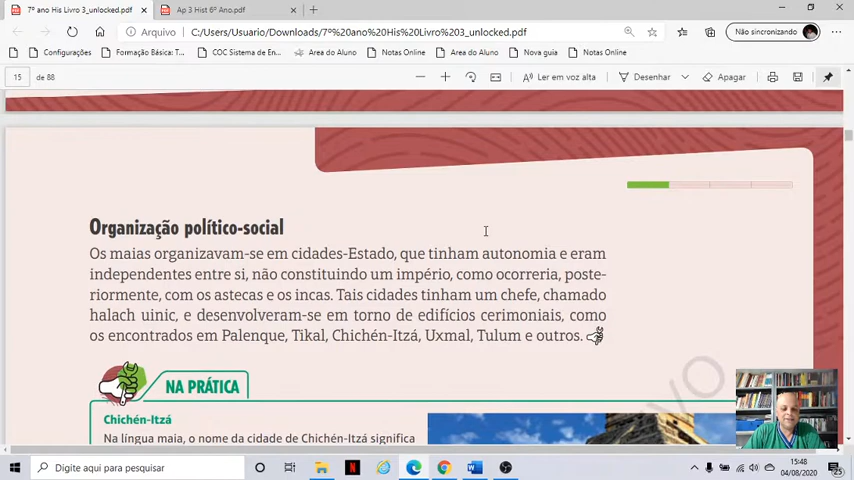 7º ano His Livro 3_unlocked.pdf
Ap 3 Hist 6º Ano.pdf
Arquivo
C:/Users/Usuario/Downloads/7º%20ano%20His%20Livro%203_unlocked.pdf
Não sincronizando
Configurações
Formação Básica: T...
COC Sistema de En...
Area do Aluno
Notas Online
Area do Aluno
Nova guia
Notas Online
15 de 88
Ler em voz alta
Desenhar
Apagar
Organização político-social
Os maias organizavam-se em cidades-Estado, que tinham autonomia e eram
independentes entre si, não constituindo um império, como ocorreria, poste-
riormente, com os astecas e os incas. Tais cidades tinham um chefe, chamado
halach uinic, e desenvolveram-se em torno de edifícios cerimoniais, como
os encontrados em Palenque, Tikal, Chichén-Itzá, Uxmal, Tulum e outros.
NA PRÁTICA
Chichén-Itzá
Na língua maia, o nome da cidade de Chichén-Itzá significa
Digite aqui para pesquisar
15:48
04/08/2020
25